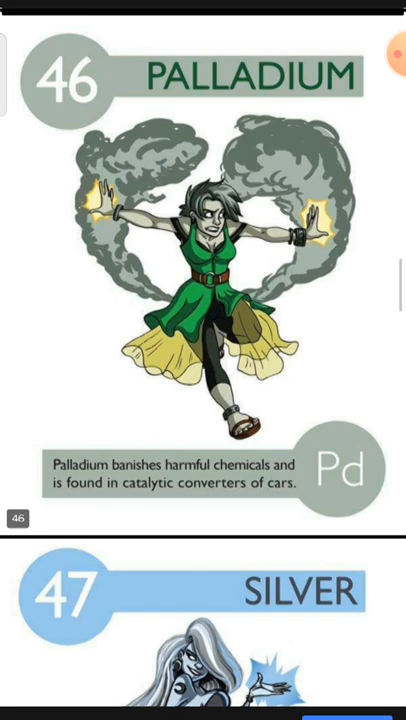 46
PALLADIUM
Palladium banishes harmful chemicals and
is found in catalytic converters of cars.
Pd
46
47
SILVER